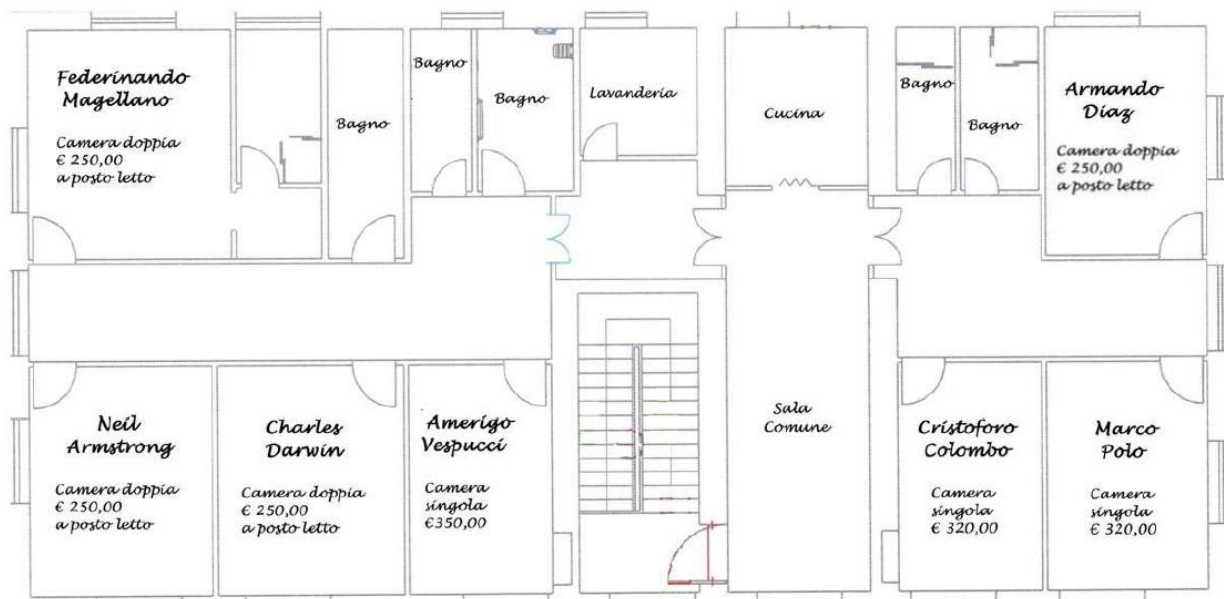 Federinando
Magellano
Camera doppia
€ 250,00
a posto letto
Bagno
Bagno
Bagno
Lavanderia
Cucina
Bagno
Bagno
Armando
Diaz
Camera doppia
€ 250,00
a posto letto
Neil
Armstrong
Camera doppia
€ 250,00
a posto letto
Charles
Darwin
Camera doppia
€ 250,00
a posto letto
Amerigo
Vespucci
Camera
singola
€350,00
Sala
Comune
Cristoforo
Colombo
Camera
singola
€ 320,00
Marco
Polo
Camera
singola
€ 320,00